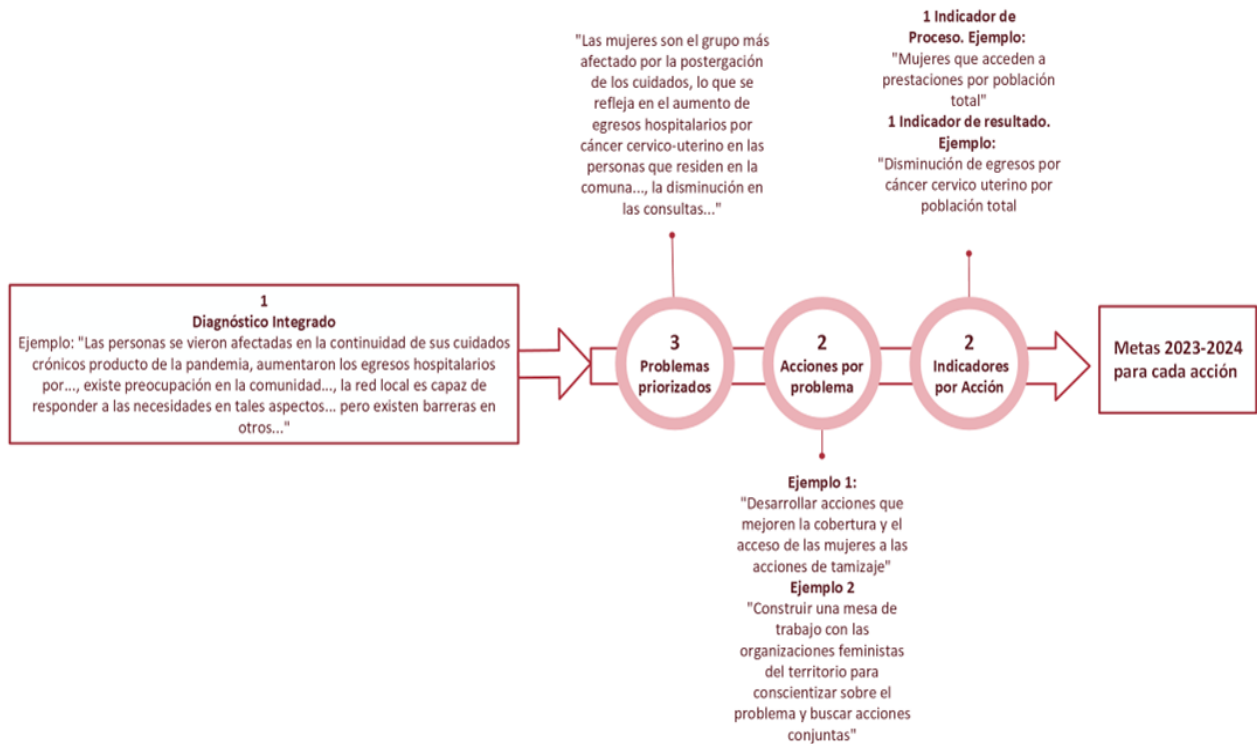 1
Diagnóstico Integrado
Ejemplo: "Las personas se vieron afectadas en la continuidad de sus cuidados
crónicos producto de la pandemia, aumentaron los egresos hospitalarios
por..., existe preocupación en la comunidad..., la red local es capaz de
responder a las necesidades en tales aspectos... pero existen barreras en
otros..."
"Las mujeres son el grupo más
afectado por la postergación
de los cuidados, lo que se
refleja en el aumento de
egresos hospitalarios por
cáncer cervico-uterino en las
personas que residen en la
comuna..., la disminución en
las consultas..."
3
Problemas
priorizados
2
Acciones por
problema
Ejemplo 1:
"Desarrollar acciones que
mejoren la cobertura y el
acceso de las mujeres a las
acciones de tamizaje"
Ejemplo 2
"Construir una mesa de
trabajo con las
organizaciones feministas
del territorio para
conscientizar sobre el
problema y buscar acciones
conjuntas"
1 Indicador de
Proceso. Ejemplo:
"Mujeres que acceden a
prestaciones por población
total"
1 Indicador de resultado.
Ejemplo:
"Disminución de egresos por
cáncer cervico uterino por
población total
2
Indicadores
por Acción
Metas 2023-2024
para cada acción